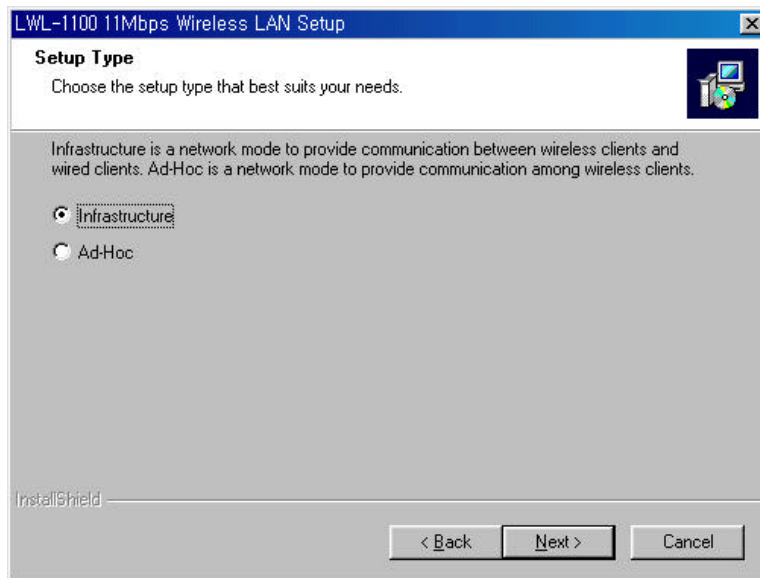 LWL-1100 11Mbps Wireless LAN Setup
Setup Type
Choose the setup type that best suits your needs.
Infrastructure is a network mode to provide communication between wireless clients and
wired clients. Ad-Hoc is a network mode to provide communication among wireless clients.
Infrastructure
Ad-Hoc
InstallShield
< Back Next > Cancel